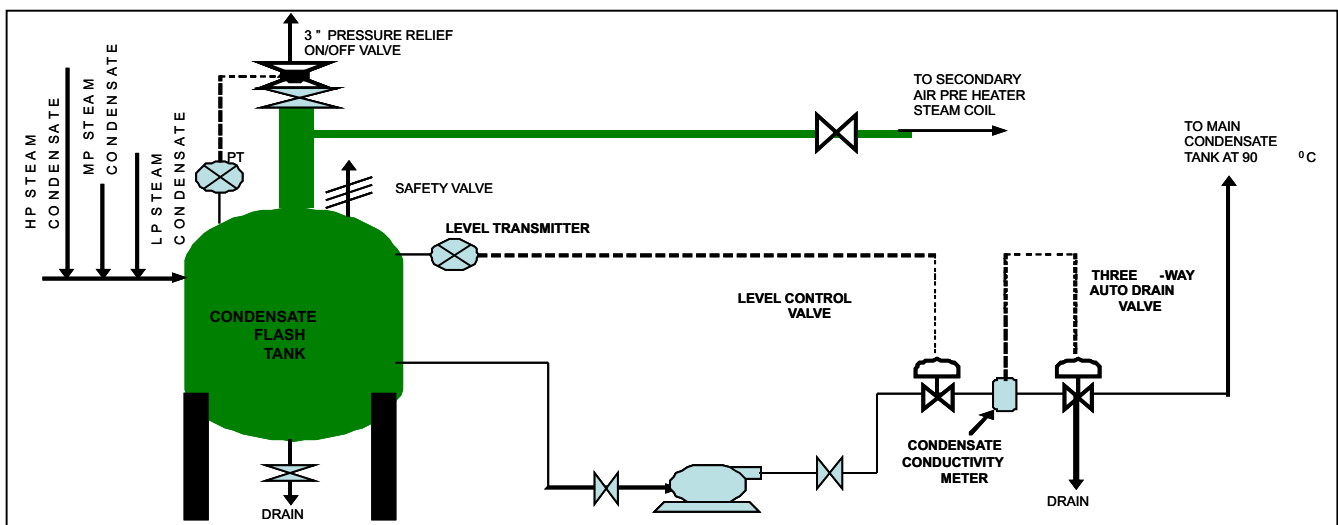 3 " PRESSURE RELIEF
ON/OFF VALVE
HP STEAM
CONDENSATE
MP STEAM
CONDENSATE
LP STEAM
CONDENSATE
PT
TO SECONDARY
AIR PRE HEATER
STEAM COIL
TO MAIN
CONDENSATE
TANK AT 90 ⁰C
SAFETY VALVE
LEVEL TRANSMITTER
LEVEL CONTROL
VALVE
THREE -WAY
AUTO DRAIN
VALVE
CONDENSATE
FLASH
TANK
CONDENSATE
CONDUCTIVITY
METER
DRAIN
DRAIN